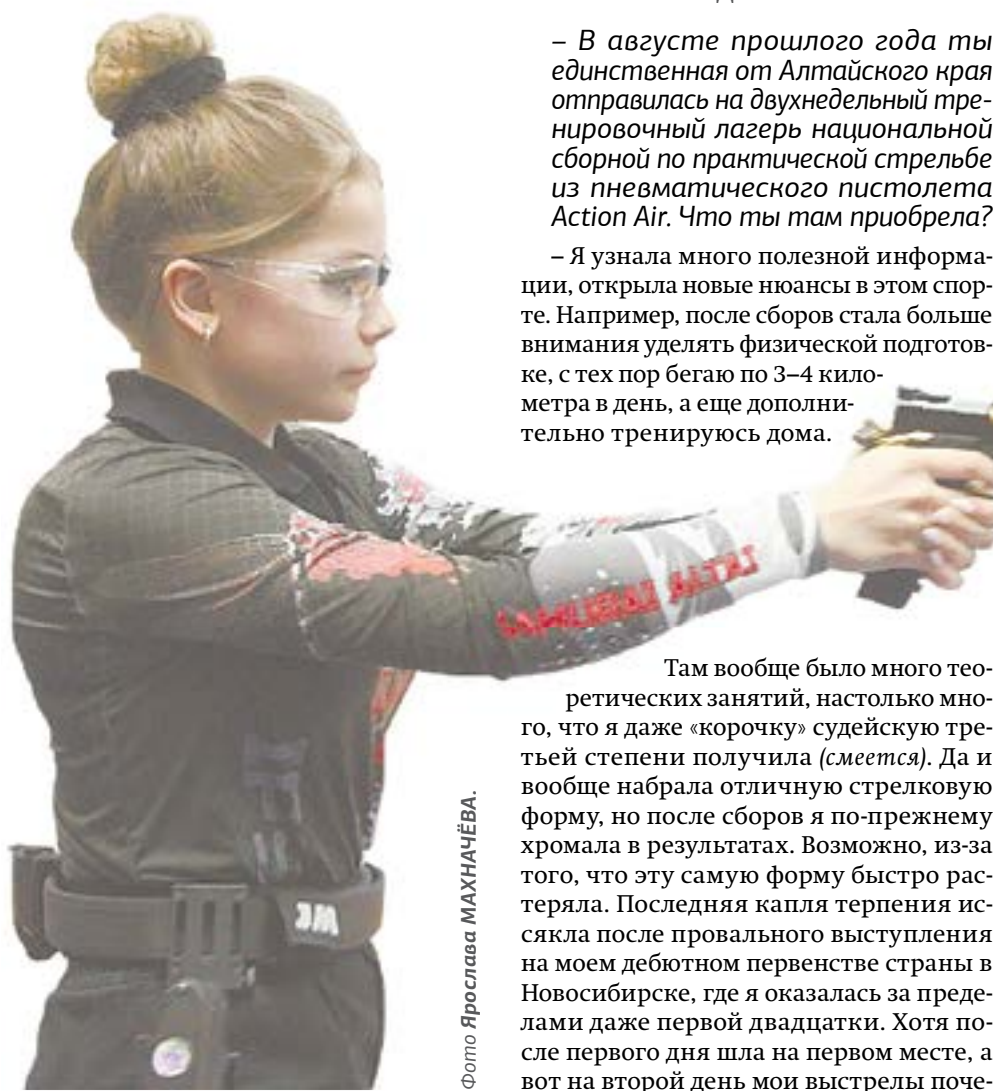 – В августе прошлого года ты
единственная от Алтайского края
отправилась на двухнедельный тре-
нировочный лагерь национальной
сборной по практической стрельбе
из пневматического пистолета
Action Air. Что ты там приобрела?
– Я узнала много полезной информа-
ции, открыла новые нюансы в этом спор-
те. Например, после сборов стала больше
внимания уделять физической подготов-
ке, с тех пор бегаю по 3–4 кило-
метра в день, а еще дополни-
тельно тренируюсь дома.
SAMURAI ALTAI
Там вообще было много тео-
ретических занятий, настолько мно-
го, что я даже «корочку» судейскую тре-
тьей степени получила (смеется). Да и
вообще набрала отличную стрелковую
форму, но после сборов я по-прежнему
хромала в результатах. Возможно, из-за
того, что эту самую форму быстро рас-
теряла. Последняя капля терпения ис-
сякла после провального выступления
на моем дебютном первенстве страны в
Новосибирске, где я оказалась за преде-
лами даже первой двадцатки. Хотя по-
сле первого дня шла на первом месте, а
вот на второй день мои выстрелы поче-
Фото Ярослава МАХНАЧЁВА.